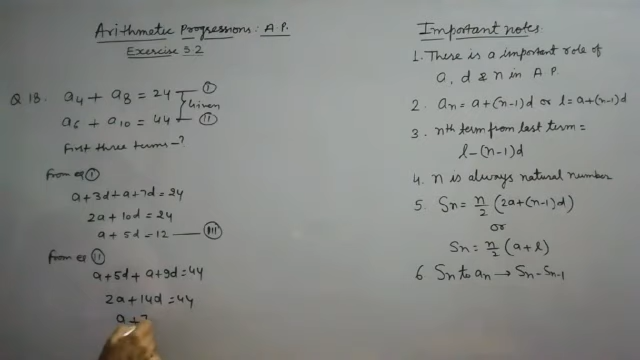 Arithmetic Progressions: A.P.
Exercise 5.2
Q 18. a₄ + a₈ = 24 — Ⓘ
Given
a₆ + a₁₀ = 44 — Ⓘ︎Ⓘ
First three terms - ?
From eq Ⓘ
a+3d+a+7d=24
2a+10d=24
a+5d=12 — (III)
From eq (II)
a+5d+a+9d=44
2a+14d=44
a+7
Important notes:
1. There is a important role of
a, d & n in A.P.
2. aₙ = a+(n-1)d or l = a+(n-1)d
3. nth term from last term =
l-(n-1)d
4. n is always natural number
5. Sn = n/2 (2a+(n-1)d)
or
Sn = n/2 (a+l)
6. Sn to an → Sn-Sn-1